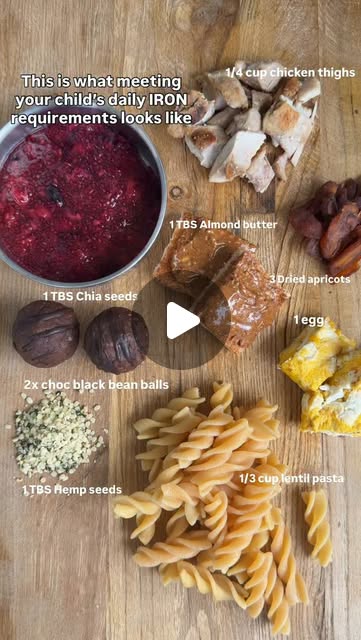 This is what meeting
your child's daily IRON
requirements looks like
1/4 cup chicken thighs
1 TBS Almond butter
3 Dried apricots
1 TBS Chia seeds
1 egg
2x choc black bean balls
1 TBS Hemp seeds
1/3 cup lentil pasta